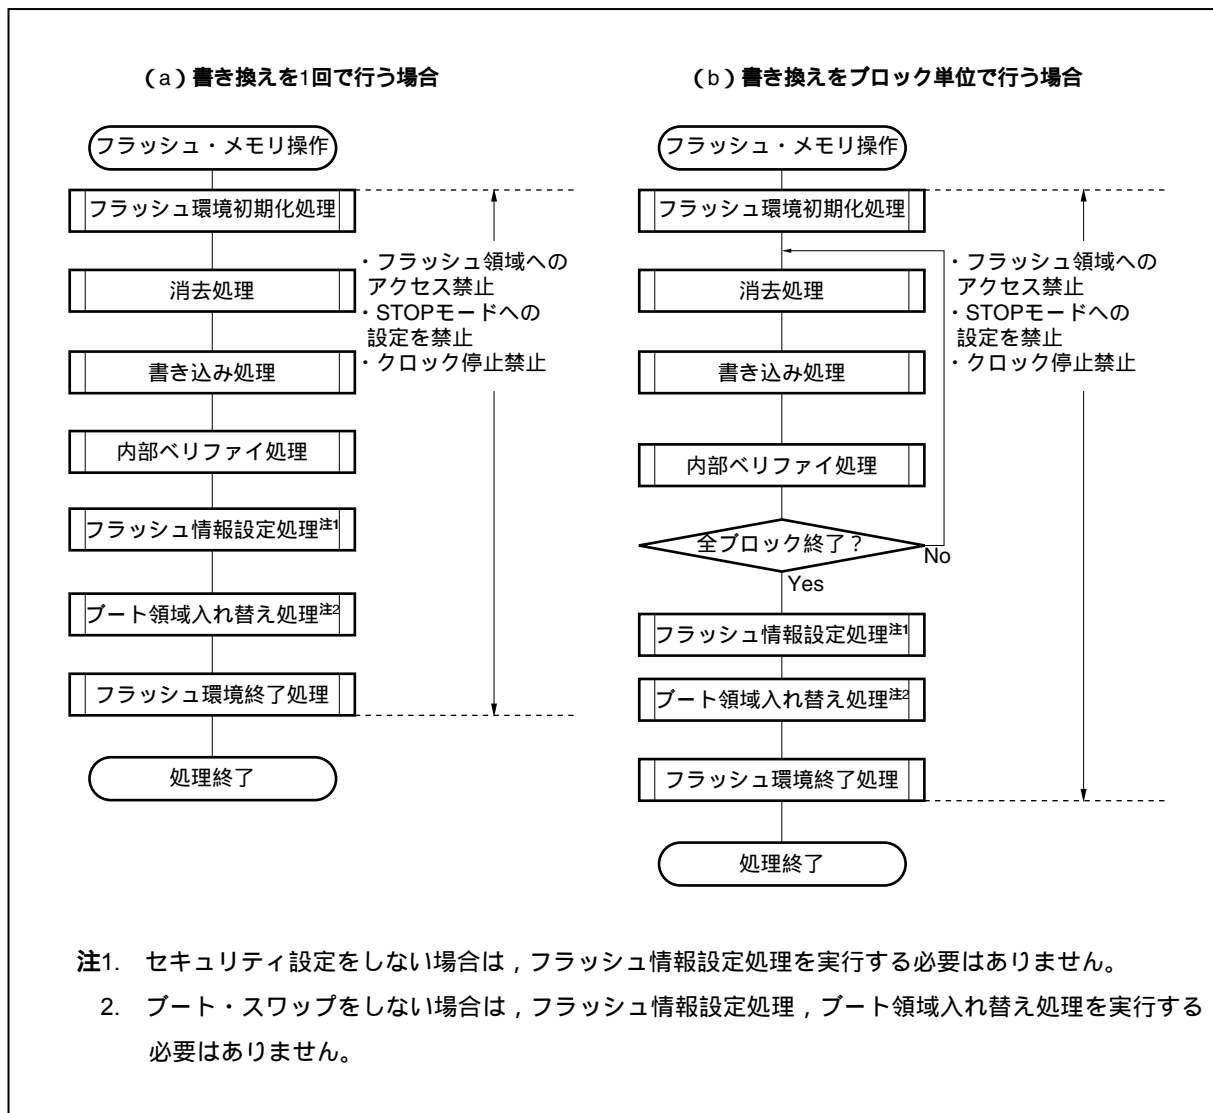 （a）書き換えを1回で行う場合
フラッシュ・メモリ操作
フラッシュ環境初期化処理
消去処理
書き込み処理
内部ベリファイ処理
フラッシュ情報設定処理注1
ブート領域入れ替え処理注2
フラッシュ環境終了処理
処理終了
・フラッシュ領域への
アクセス禁止
・STOPモードへの
設定を禁止
・クロック停止禁止
（b）書き換えをブロック単位で行う場合
フラッシュ・メモリ操作
フラッシュ環境初期化処理
消去処理
書き込み処理
内部ベリファイ処理
全ブロック終了？
No
Yes
フラッシュ情報設定処理注1
ブート領域入れ替え処理注2
フラッシュ環境終了処理
処理終了
・フラッシュ領域への
アクセス禁止
・STOPモードへの
設定を禁止
・クロック停止禁止
注1. セキュリティ設定をしない場合は，フラッシュ情報設定処理を実行する必要はありません。
2. ブート・スワップをしない場合は，フラッシュ情報設定処理，ブート領域入れ替え処理を実行する
必要はありません。